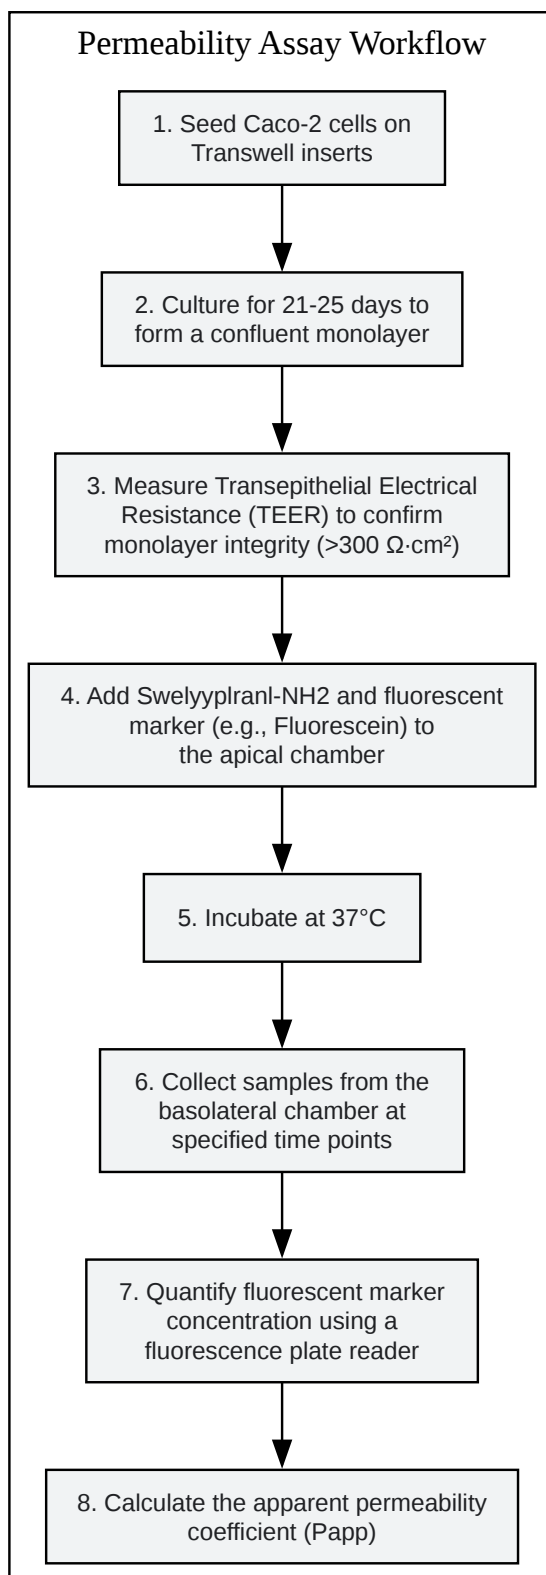 Permeability Assay Workflow
1. Seed Caco-2 cells on
Transwell inserts
2. Culture for 21-25 days to
form a confluent monolayer
3. Measure Transepithelial Electrical
Resistance (TEER) to confirm
monolayer integrity (>300 Ω·cm²)
4. Add Swelyyplranl-NH2 and fluorescent
marker (e.g., Fluorescein) to
the apical chamber
5. Incubate at 37°C
6. Collect samples from the
basolateral chamber at
specified time points
7. Quantify fluorescent marker
concentration using a
fluorescence plate reader
8. Calculate the apparent permeability
coefficient (Papp)